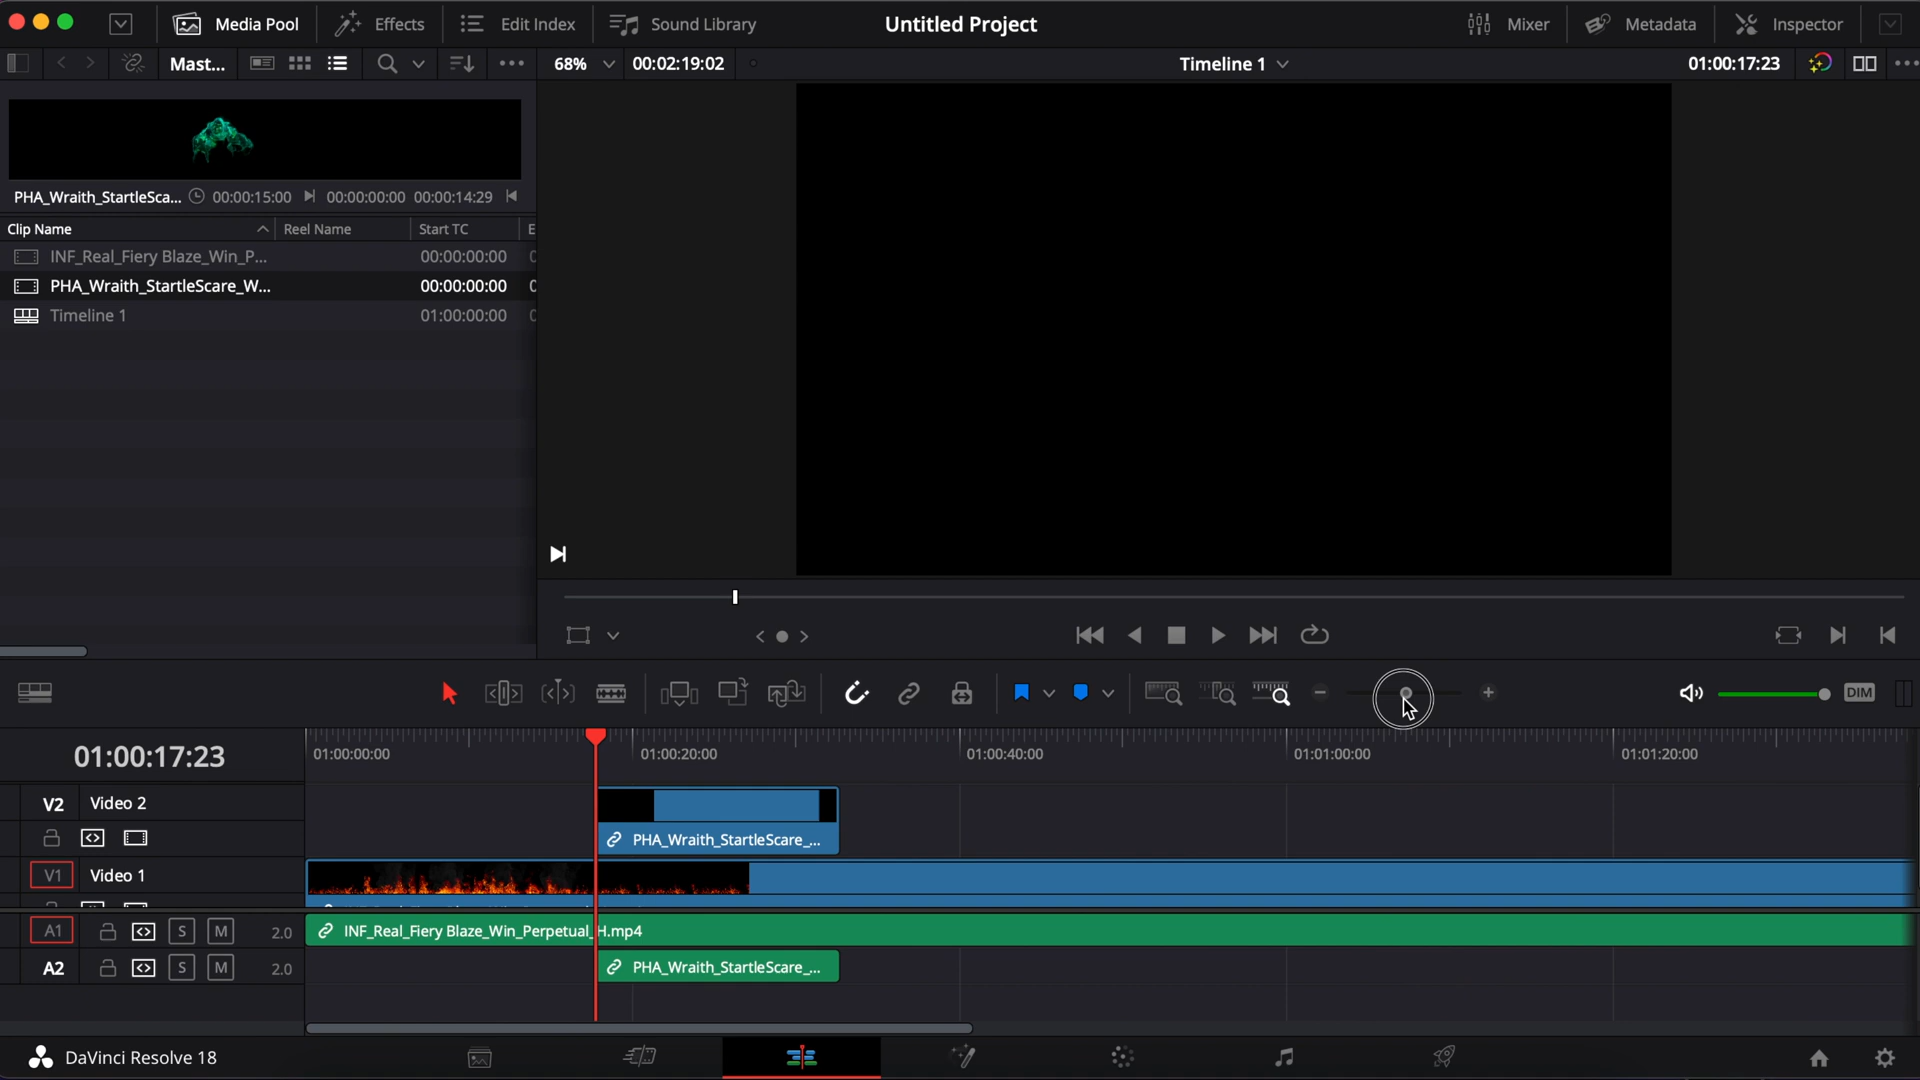 Media Pool Effects Edit Index Sound Library Untitled Project Mixer Metadata Inspector
Mast... 68% 00:02:19:02 Timeline 1 01:00:17:23
PHA_Wraith_StartleSca... 00:00:15:00 00:00:00:00 00:00:14:29
Clip Name Reel Name Start TC E
INF_Real_Fiery Blaze_Win_P... 00:00:00:00
PHA_Wraith_StartleScare_W... 00:00:00:00
Timeline 1 01:00:00:00
DIM
01:00:17:23 01:00:00:00 01:00:20:00 01:00:40:00 01:01:00:00 01:01:20:00
V2 Video 2
PHA_Wraith_StartleScare_...
V1 Video 1
A1 S M 2.0 INF_Real_Fiery Blaze_Win_Perpetual_H.mp4
A2 S M 2.0 PHA_Wraith_StartleScare_...
DaVinci Resolve 18